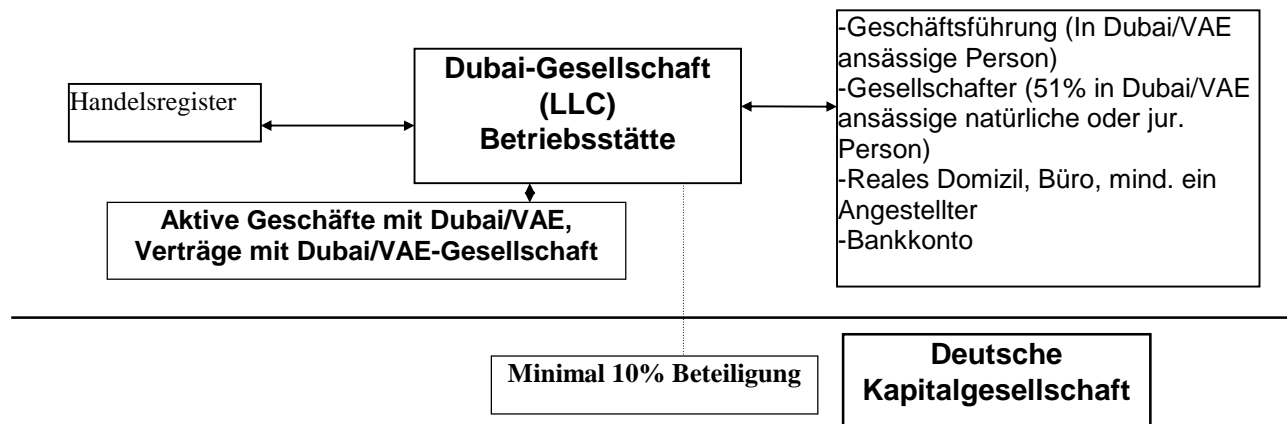 Handelsregister
Dubai-Gesellschaft
(LLC)
Betriebsstätte
-Geschäftsführung (In Dubai/VAE
ansässige Person)
-Gesellschafter (51% in Dubai/VAE
ansässige natürliche oder jur.
Person)
-Reales Domizil, Büro, mind. ein
Angestellter
-Bankkonto
Aktive Geschäfte mit Dubai/VAE,
Verträge mit Dubai/VAE-Gesellschaft
Minimal 10% Beteiligung
Deutsche
Kapitalgesellschaft